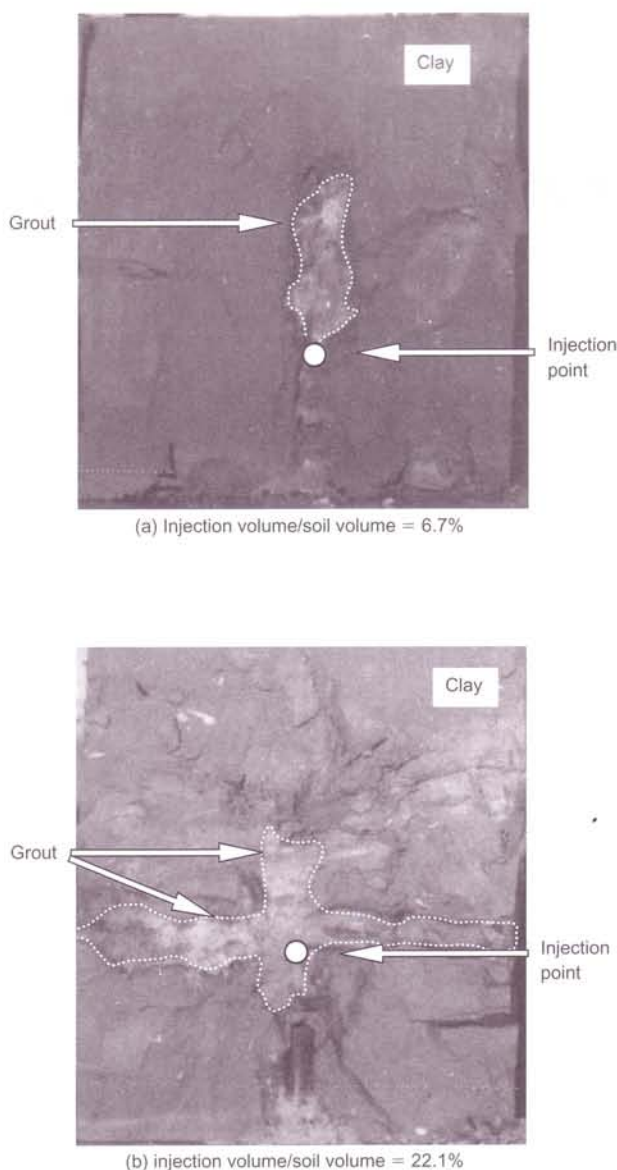 Clay
Grout
Injection
point
(a) Injection volume/soil volume = 6.7%
Clay
Grout
Injection
point
(b) injection volume/soil volume = 22.1%